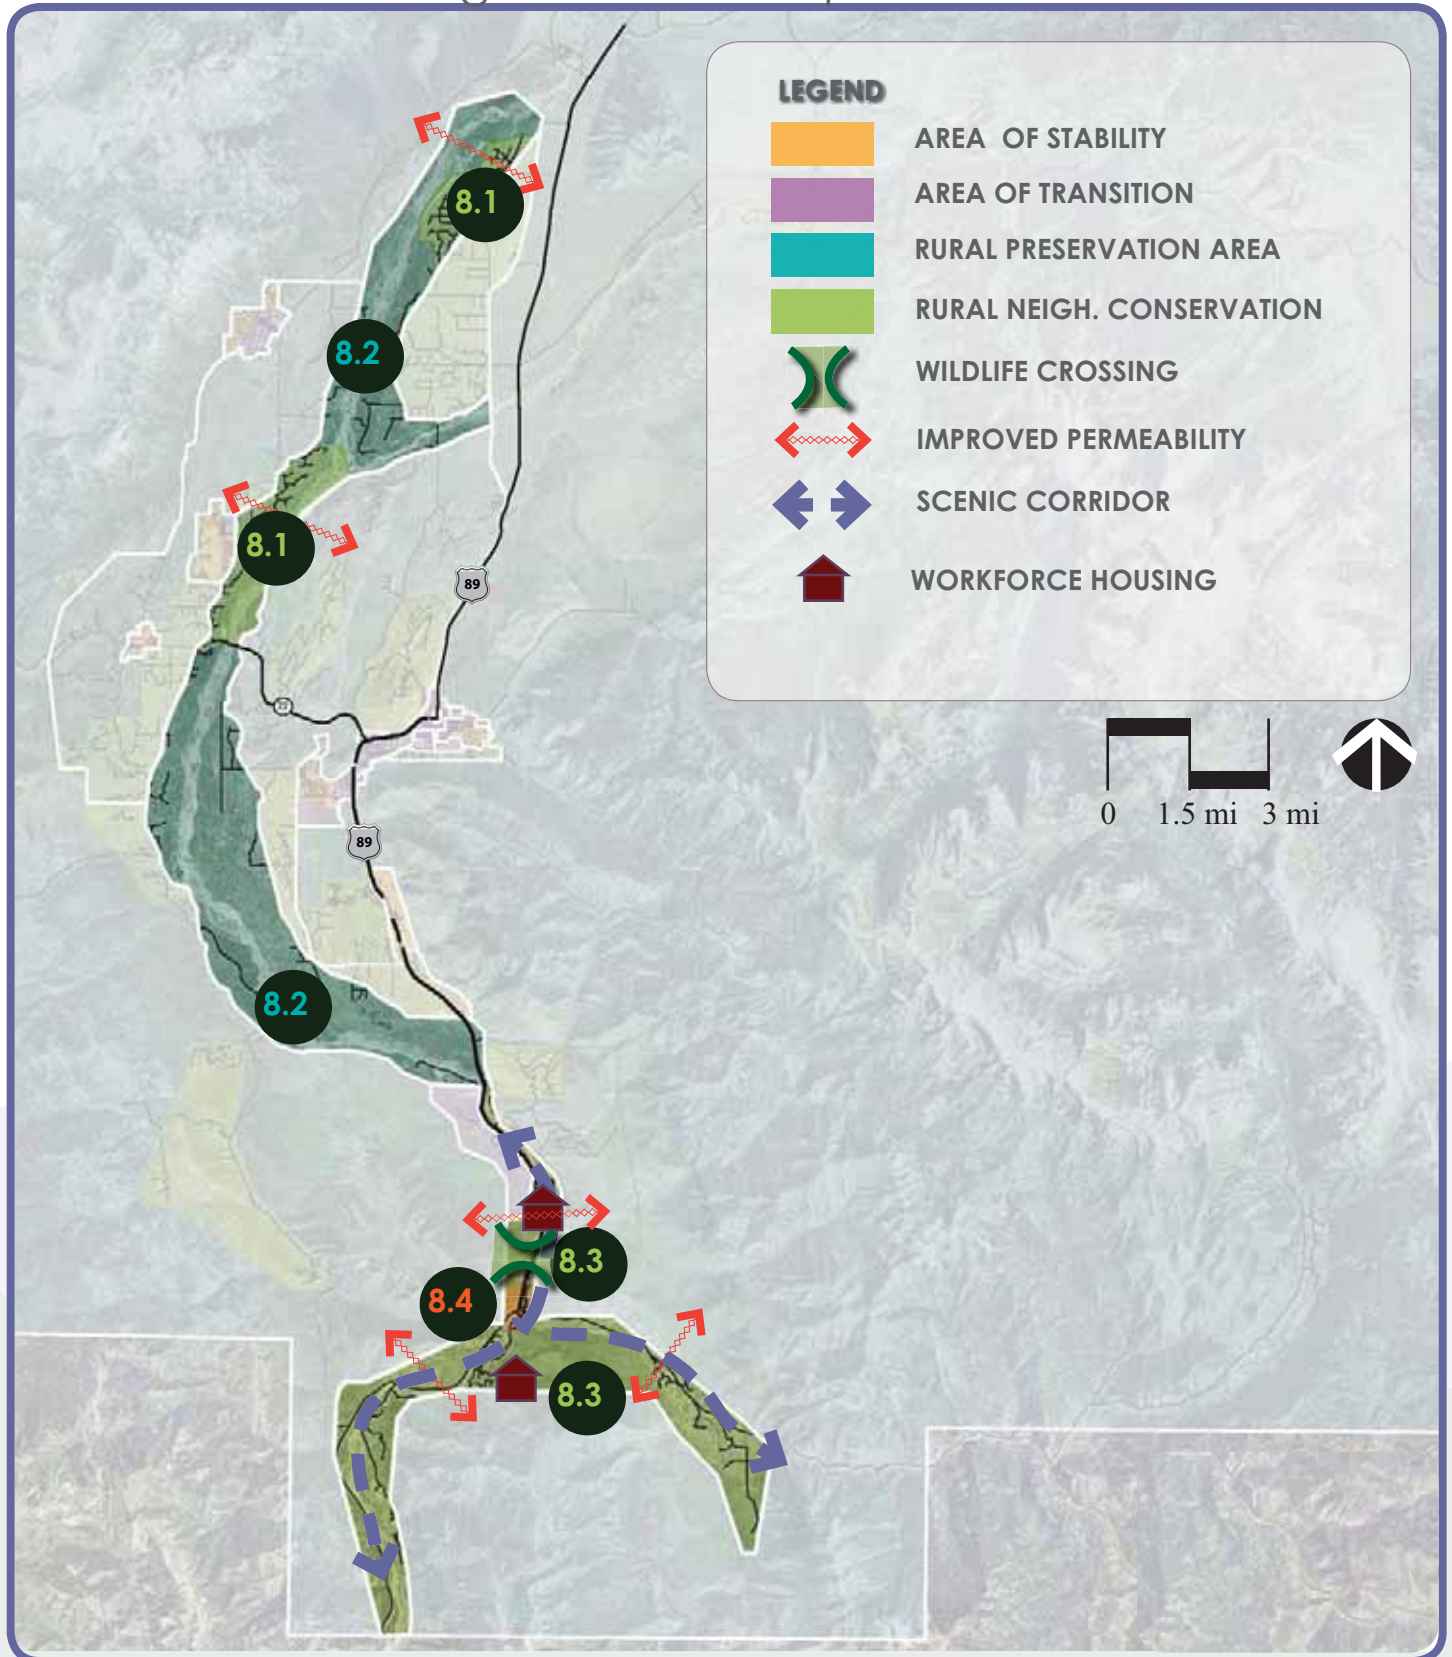 LEGEND
AREA OF STABILITY
AREA OF TRANSITION
RURAL PRESERVATION AREA
RURAL NEIGH. CONSERVATION
WILDLIFE CROSSING
IMPROVED PERMEABILITY
SCENIC CORRIDOR
WORKFORCE HOUSING
0 1.5 mi 3 mi
8.1
8.2
8.1
89
89
8.2
8.3
8.4
8.3